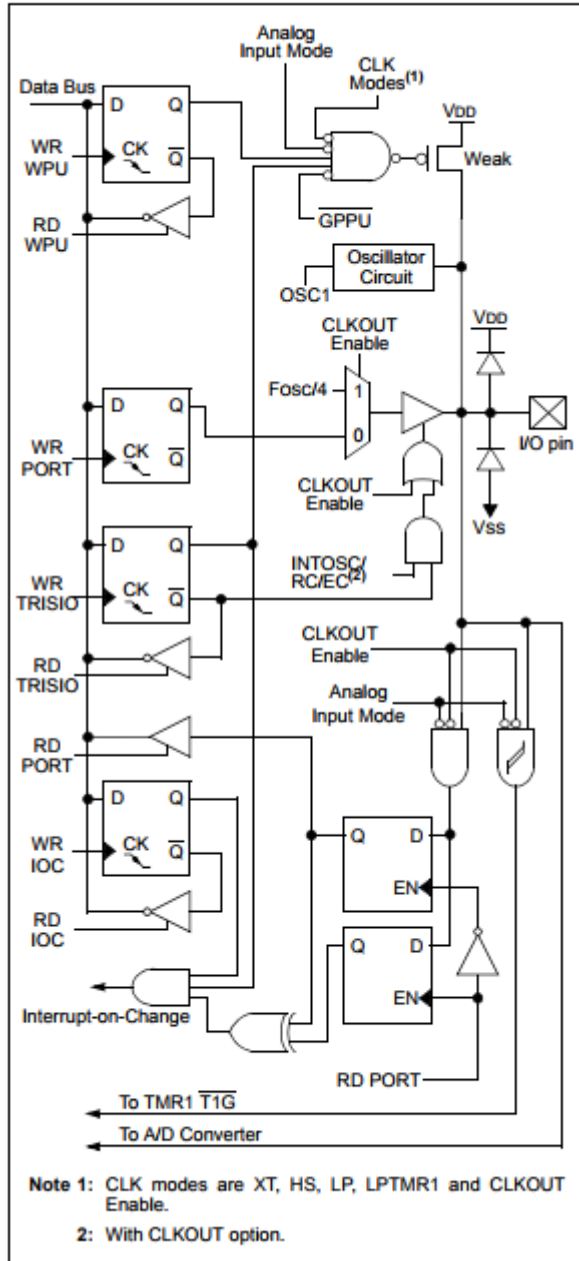 Analog
Input Mode
CLK
Modes(1)
Data Bus
VDD
D Q
WR
WPU
CK Q̅
Weak
RD
WPU
G̅P̅P̅U̅
Oscillator
Circuit
OSC1
CLKOUT
Enable
VDD
Fosc/4
1
D Q
0
I/O pin
WR
PORT
CK Q̅
CLKOUT
Enable
VSS
D Q
INTOSC/
RC/EC(2)
WR
TRISIO
CK Q̅
CLKOUT
Enable
RD
TRISIO
Analog
Input Mode
RD
PORT
D Q
Q D
WR
IOC
CK Q̅
EN
RD
IOC
Q D
EN
Interrupt-on-Change
RD PORT
To TMR1 T̅1̅G̅
To A/D Converter
Note 1: CLK modes are XT, HS, LP, LPTMR1 and CLKOUT
Enable.
2: With CLKOUT option.